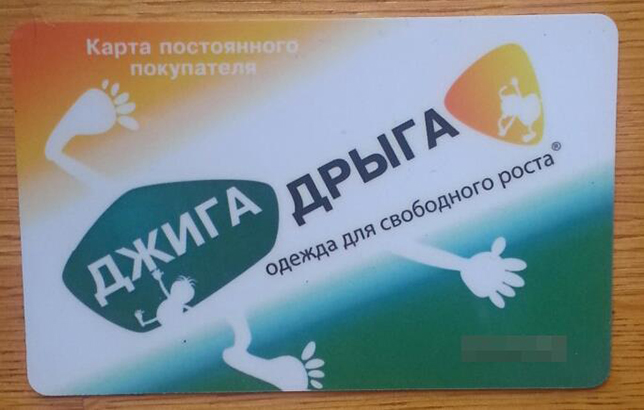 Карта постоянного
покупателя
ДЖИГА
ДРЫГА
одежда для свободного роста®